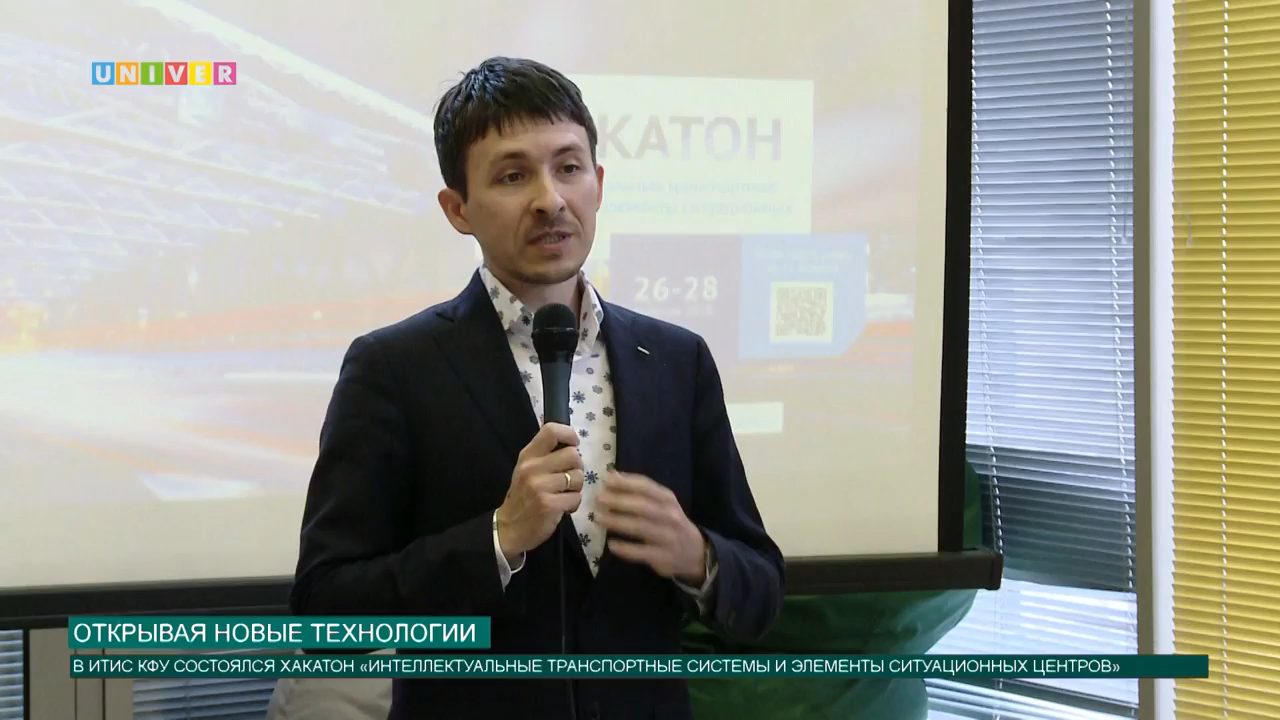 UNIVER
КАТОН
26-28
ОТКРЫВАЯ НОВЫЕ ТЕХНОЛОГИИ
В ИТИС КФУ СОСТОЯЛСЯ ХАКАТОН «ИНТЕЛЛЕКТУАЛЬНЫЕ ТРАНСПОРТНЫЕ СИСТЕМЫ И ЭЛЕМЕНТЫ СИТУАЦИОННЫХ ЦЕНТРОВ»